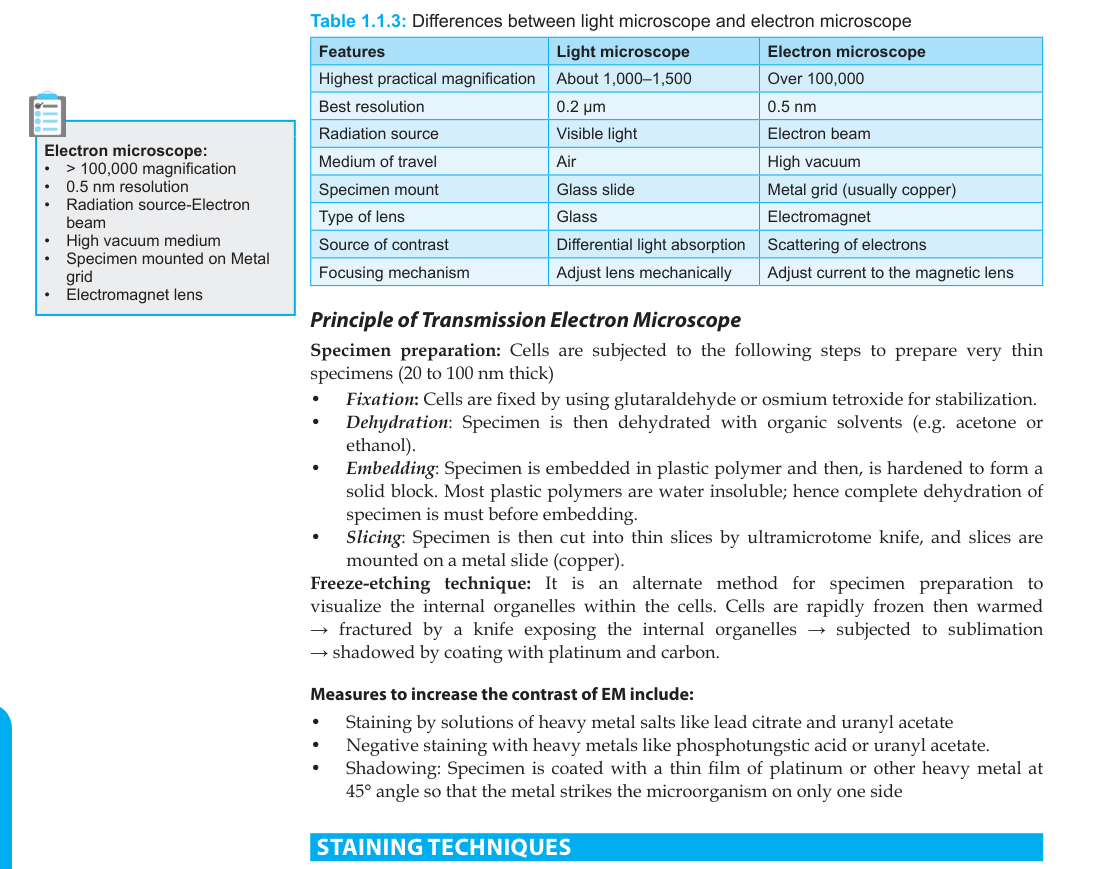 Table 1.1.3: Differences between light microscope and electron microscope
Features Light microscope Electron microscope
Highest practical magnification About 1,000–1,500 Over 100,000
Best resolution 0.2 µm 0.5 nm
Radiation source Visible light Electron beam
Medium of travel Air High vacuum
Specimen mount Glass slide Metal grid (usually copper)
Type of lens Glass Electromagnet
Source of contrast Differential light absorption Scattering of electrons
Focusing mechanism Adjust lens mechanically Adjust current to the magnetic lens
Electron microscope:
• > 100,000 magnification
• 0.5 nm resolution
• Radiation source-Electron
beam
• High vacuum medium
• Specimen mounted on Metal
grid
• Electromagnet lens
Principle of Transmission Electron Microscope
Specimen preparation: Cells are subjected to the following steps to prepare very thin
specimens (20 to 100 nm thick)
• Fixation: Cells are fixed by using glutaraldehyde or osmium tetroxide for stabilization.
• Dehydration: Specimen is then dehydrated with organic solvents (e.g. acetone or
ethanol).
• Embedding: Specimen is embedded in plastic polymer and then, is hardened to form a
solid block. Most plastic polymers are water insoluble; hence complete dehydration of
specimen is must before embedding.
• Slicing: Specimen is then cut into thin slices by ultramicrotome knife, and slices are
mounted on a metal slide (copper).
Freeze-etching technique: It is an alternate method for specimen preparation to
visualize the internal organelles within the cells. Cells are rapidly frozen then warmed
→ fractured by a knife exposing the internal organelles → subjected to sublimation
→ shadowed by coating with platinum and carbon.
Measures to increase the contrast of EM include:
• Staining by solutions of heavy metal salts like lead citrate and uranyl acetate
• Negative staining with heavy metals like phosphotungstic acid or uranyl acetate.
• Shadowing: Specimen is coated with a thin film of platinum or other heavy metal at
45° angle so that the metal strikes the microorganism on only one side
STAINING TECHNIQUES